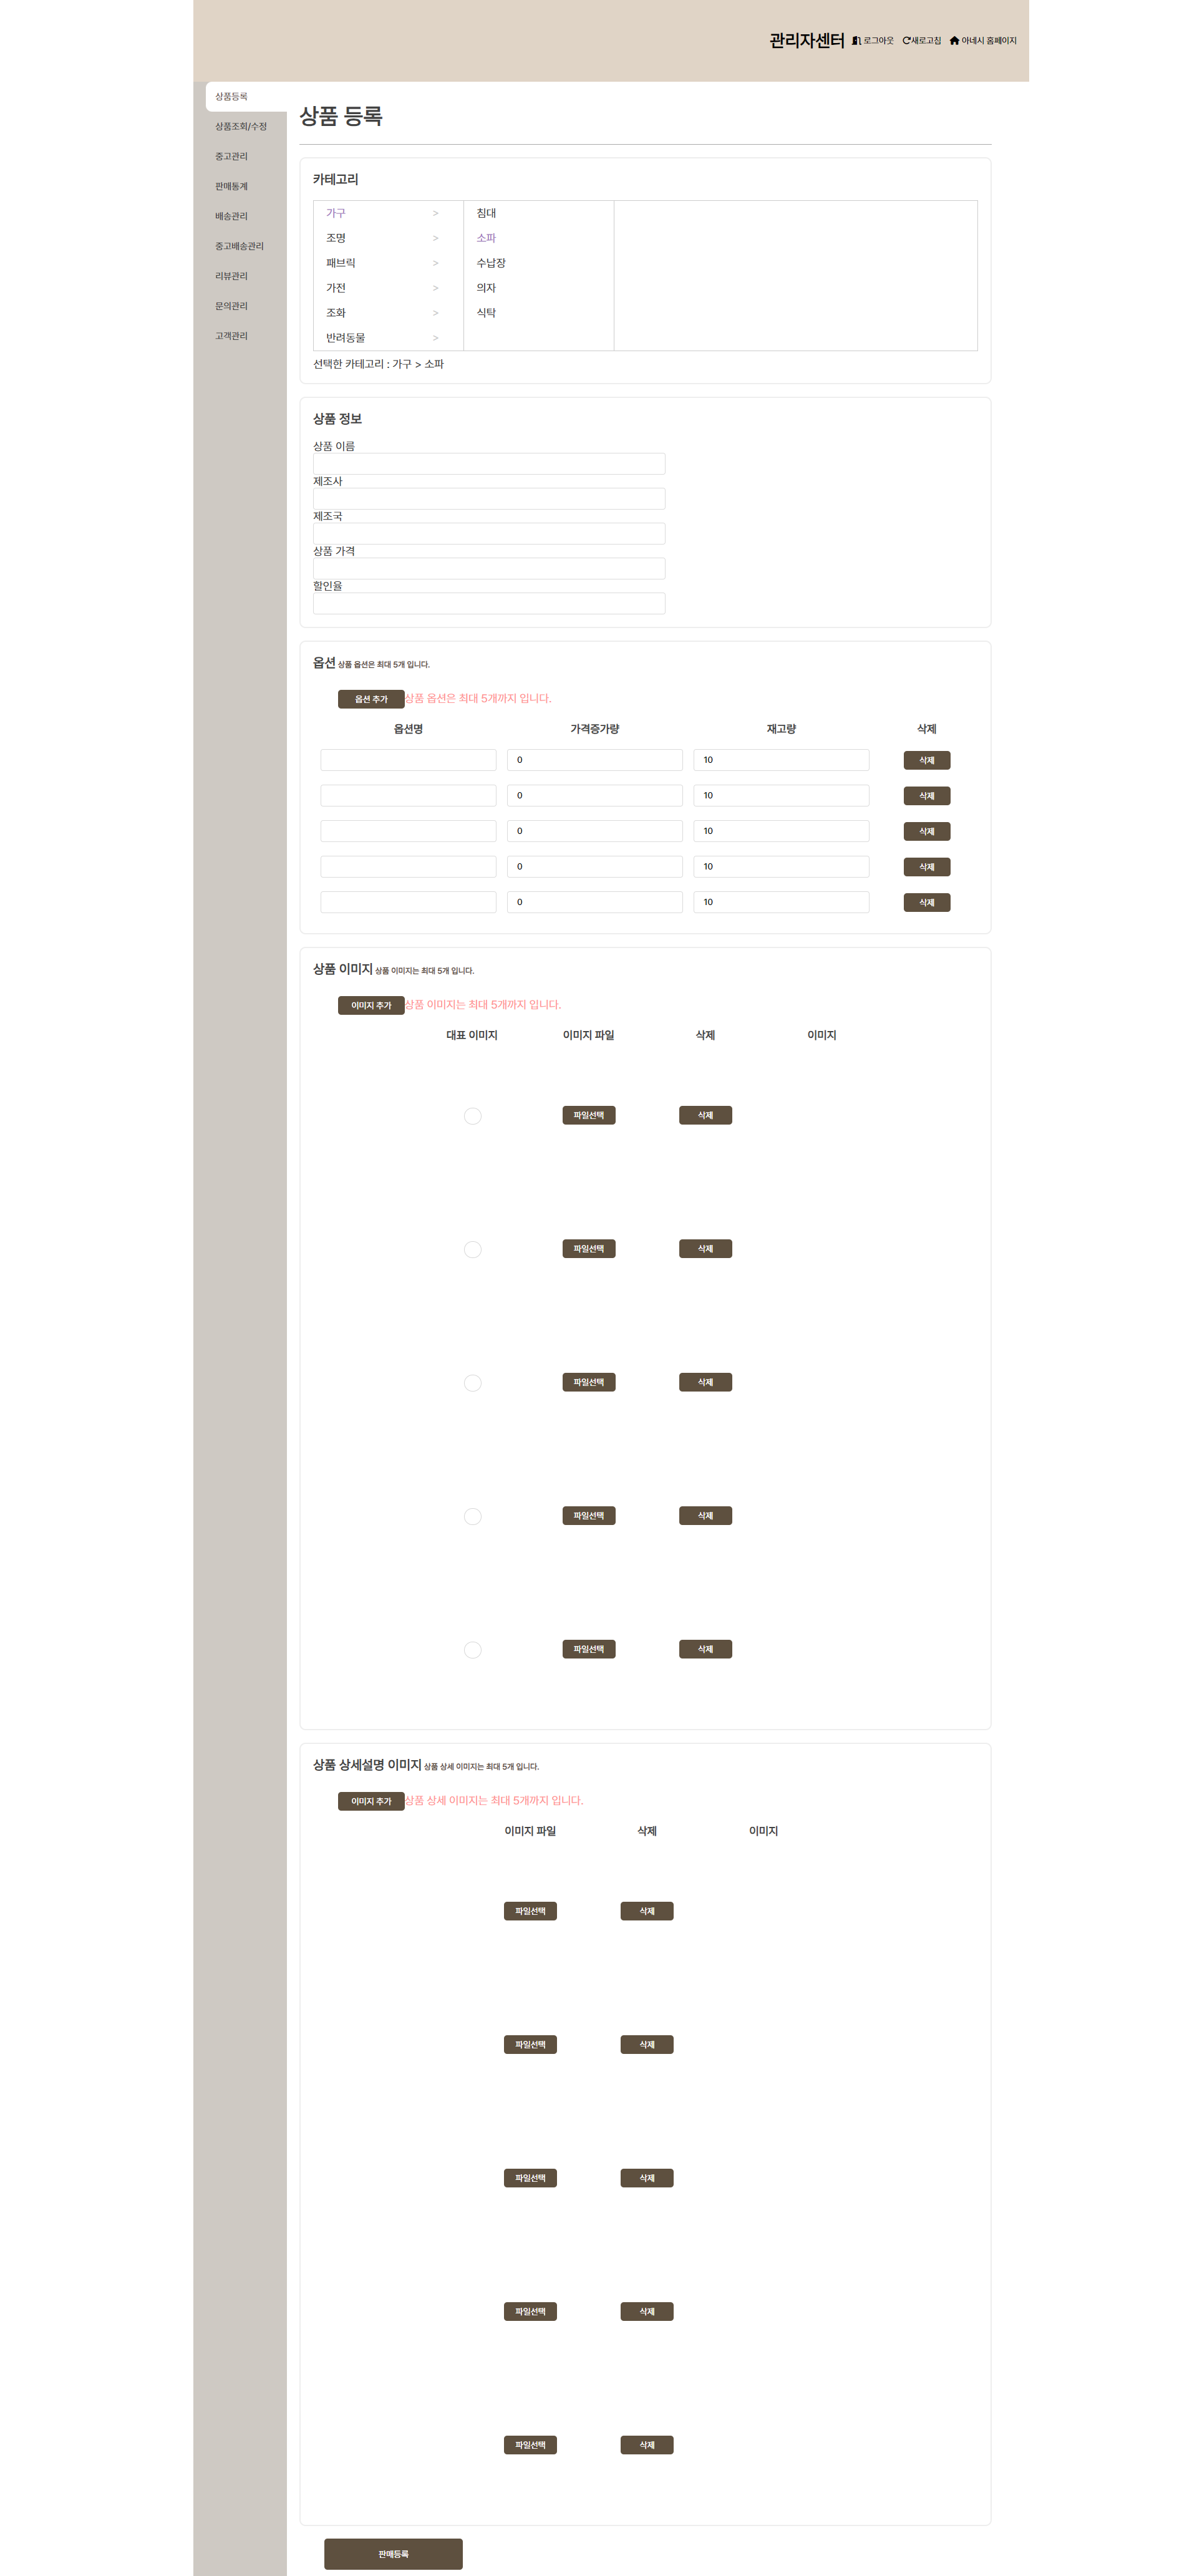 관리자센터 로그아웃 새로고침 아네시 홈페이지
상품등록
상품조회/수정
중고관리
판매통계
배송관리
중고배송관리
리뷰관리
문의관리
고객관리
상품 등록
카테고리
가구 > 침대
조명 > 소파
패브릭 > 수납장
가전 > 의자
조화 > 식탁
반려동물 >
선택한 카테고리 : 가구 > 소파
상품 정보
상품 이름
제조사
제조국
상품 가격
할인율
옵션 상품 옵션은 최대 5개 입니다.
옵션 추가 상품 옵션은 최대 5개까지 입니다.
옵션명 가격증가량 재고량 삭제
0 10 삭제
0 10 삭제
0 10 삭제
0 10 삭제
0 10 삭제
상품 이미지 상품 이미지는 최대 5개 입니다.
이미지 추가 상품 이미지는 최대 5개까지 입니다.
대표 이미지 이미지 파일 삭제 이미지
파일선택 삭제
파일선택 삭제
파일선택 삭제
파일선택 삭제
파일선택 삭제
상품 상세설명 이미지 상품 상세 이미지는 최대 5개 입니다.
이미지 추가 상품 상세 이미지는 최대 5개까지 입니다.
이미지 파일 삭제 이미지
파일선택 삭제
파일선택 삭제
파일선택 삭제
파일선택 삭제
파일선택 삭제
판매등록